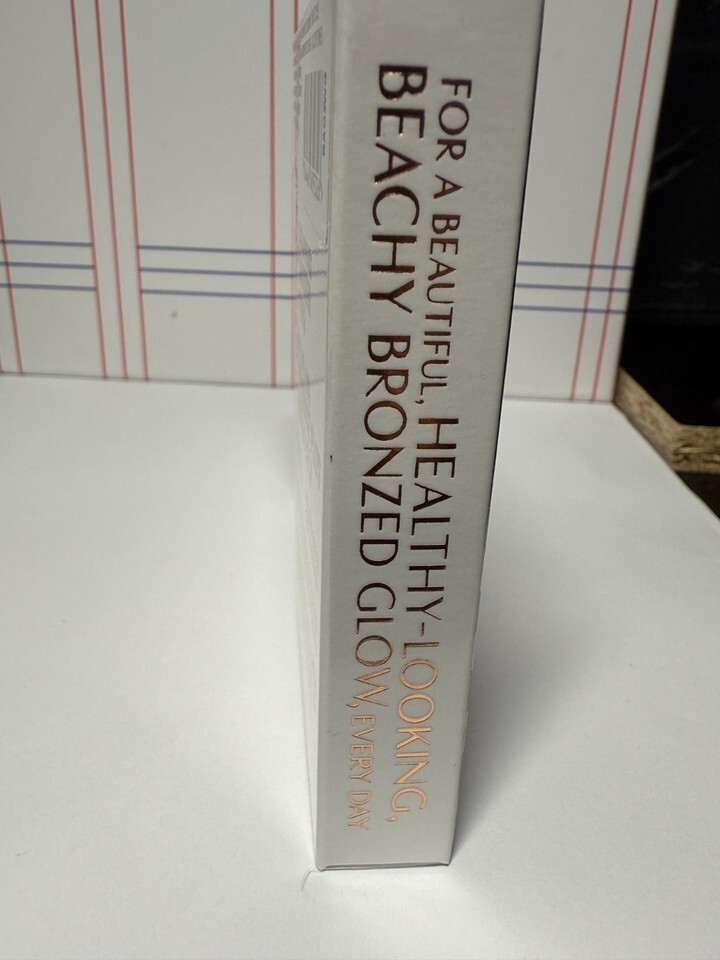 FOR A BEAUTIFUL, HEALTHY-LOOKING,
BEACHY BRONZED GLOW, EVERY DAY